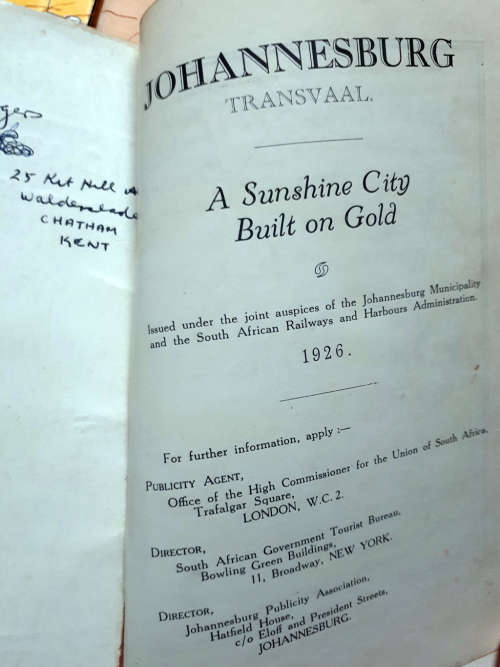 25 Kit Hill
Walderslade
CHATHAM
KENT
JOHANNESBURG
TRANSVAAL.
A Sunshine City
Built on Gold
Issued under the joint auspices of the Johannesburg Municipality
and the South African Railways and Harbours Administration.
1926.
For further information, apply :—
PUBLICITY AGENT,
Office of the High Commissioner for the Union of South Africa,
Trafalgar Square,
LONDON, W.C. 2.
DIRECTOR,
South African Government Tourist Bureau,
Bowling Green Buildings,
11, Broadway, NEW YORK.
DIRECTOR,
Johannesburg Publicity Association,
Hatfield House,
c/o Eloff and President Streets,
JOHANNESBURG.